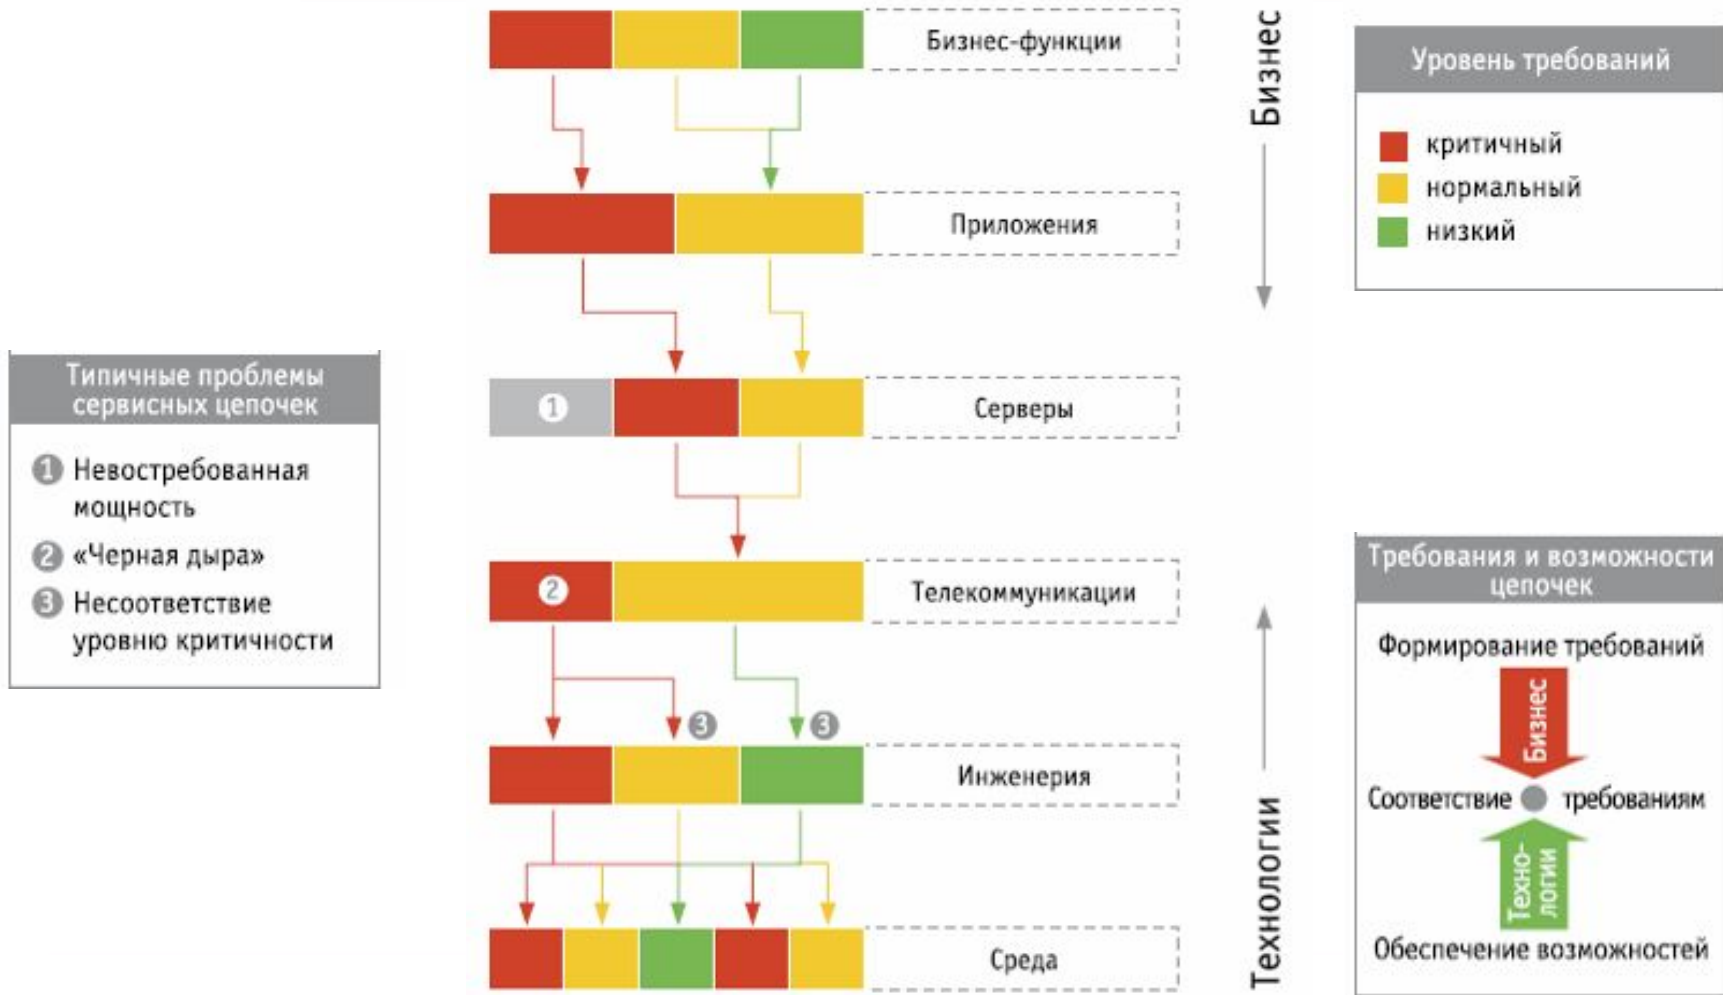 Бизнес-функции
Приложения
Серверы
1
Телекоммуникации
2
3
3
Инженерия
Среда
Бизнес
Технологии
Типичные проблемы
сервисных цепочек
1 Невостребованная
мощность
2 «Черная дыра»
3 Несоответствие
уровню критичности
Уровень требований
критичный
нормальный
низкий
Требования и возможности
цепочек
Формирование требований
Бизнес
Соответствие требованиям
Техно-
логии
Обеспечение возможностей